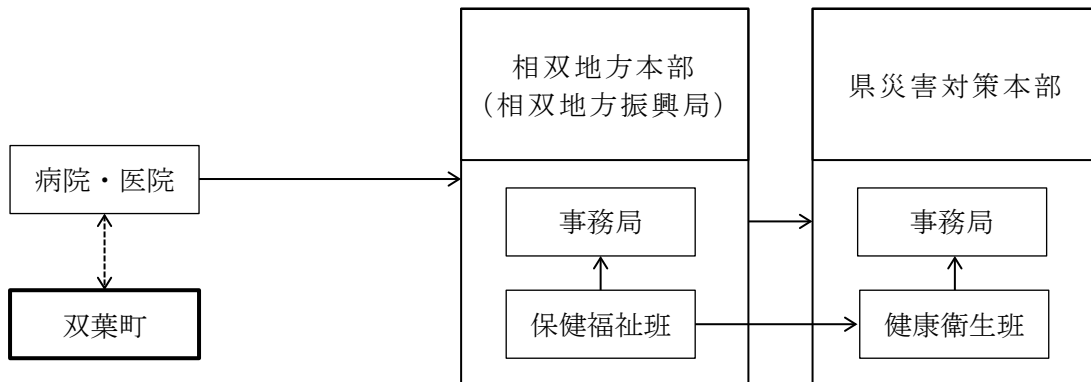 相双地方本部
（相双地方振興局）
県災害対策本部
病院・医院
事務局
事務局
双葉町
保健福祉班
健康衛生班